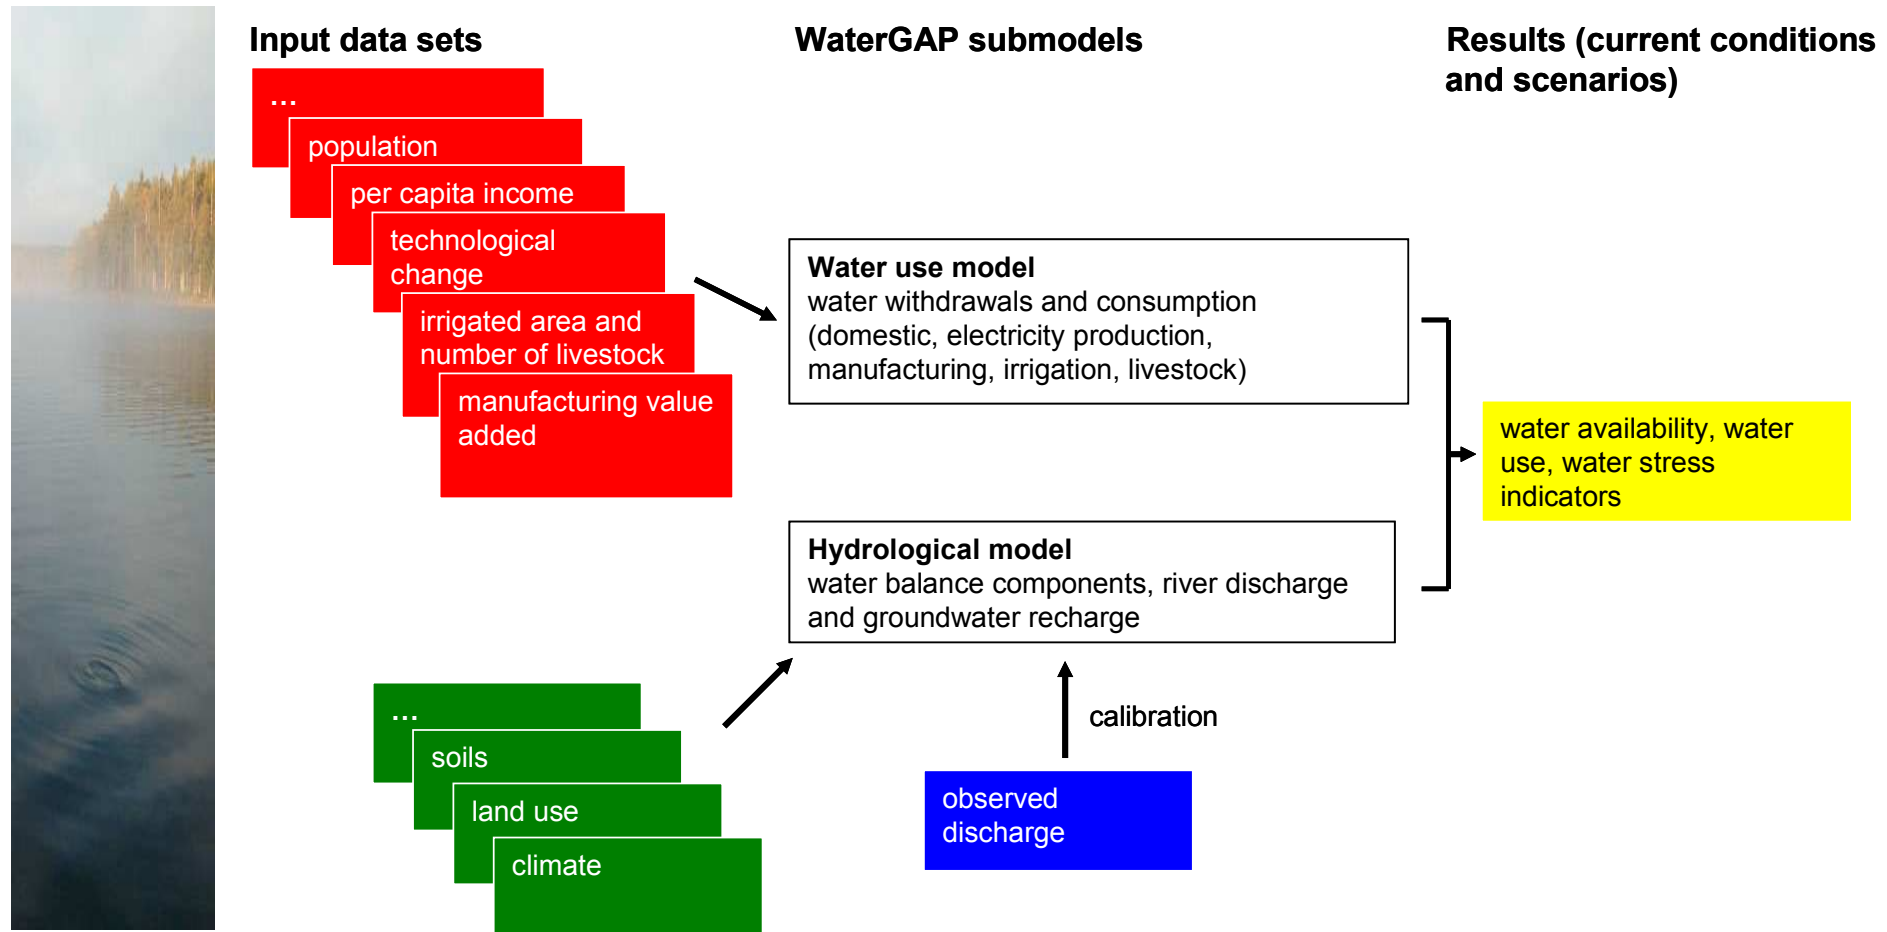 Input data sets
WaterGAP submodels
Results (current conditions
and scenarios)
...
population
per capita income
technological
change
irrigated area and
number of livestock
manufacturing value
added
Water use model
water withdrawals and consumption
(domestic, electricity production,
manufacturing, irrigation, livestock)
water availability, water
use, water stress
indicators
Hydrological model
water balance components, river discharge
and groundwater recharge
...
soils
land use
climate
calibration
observed
discharge